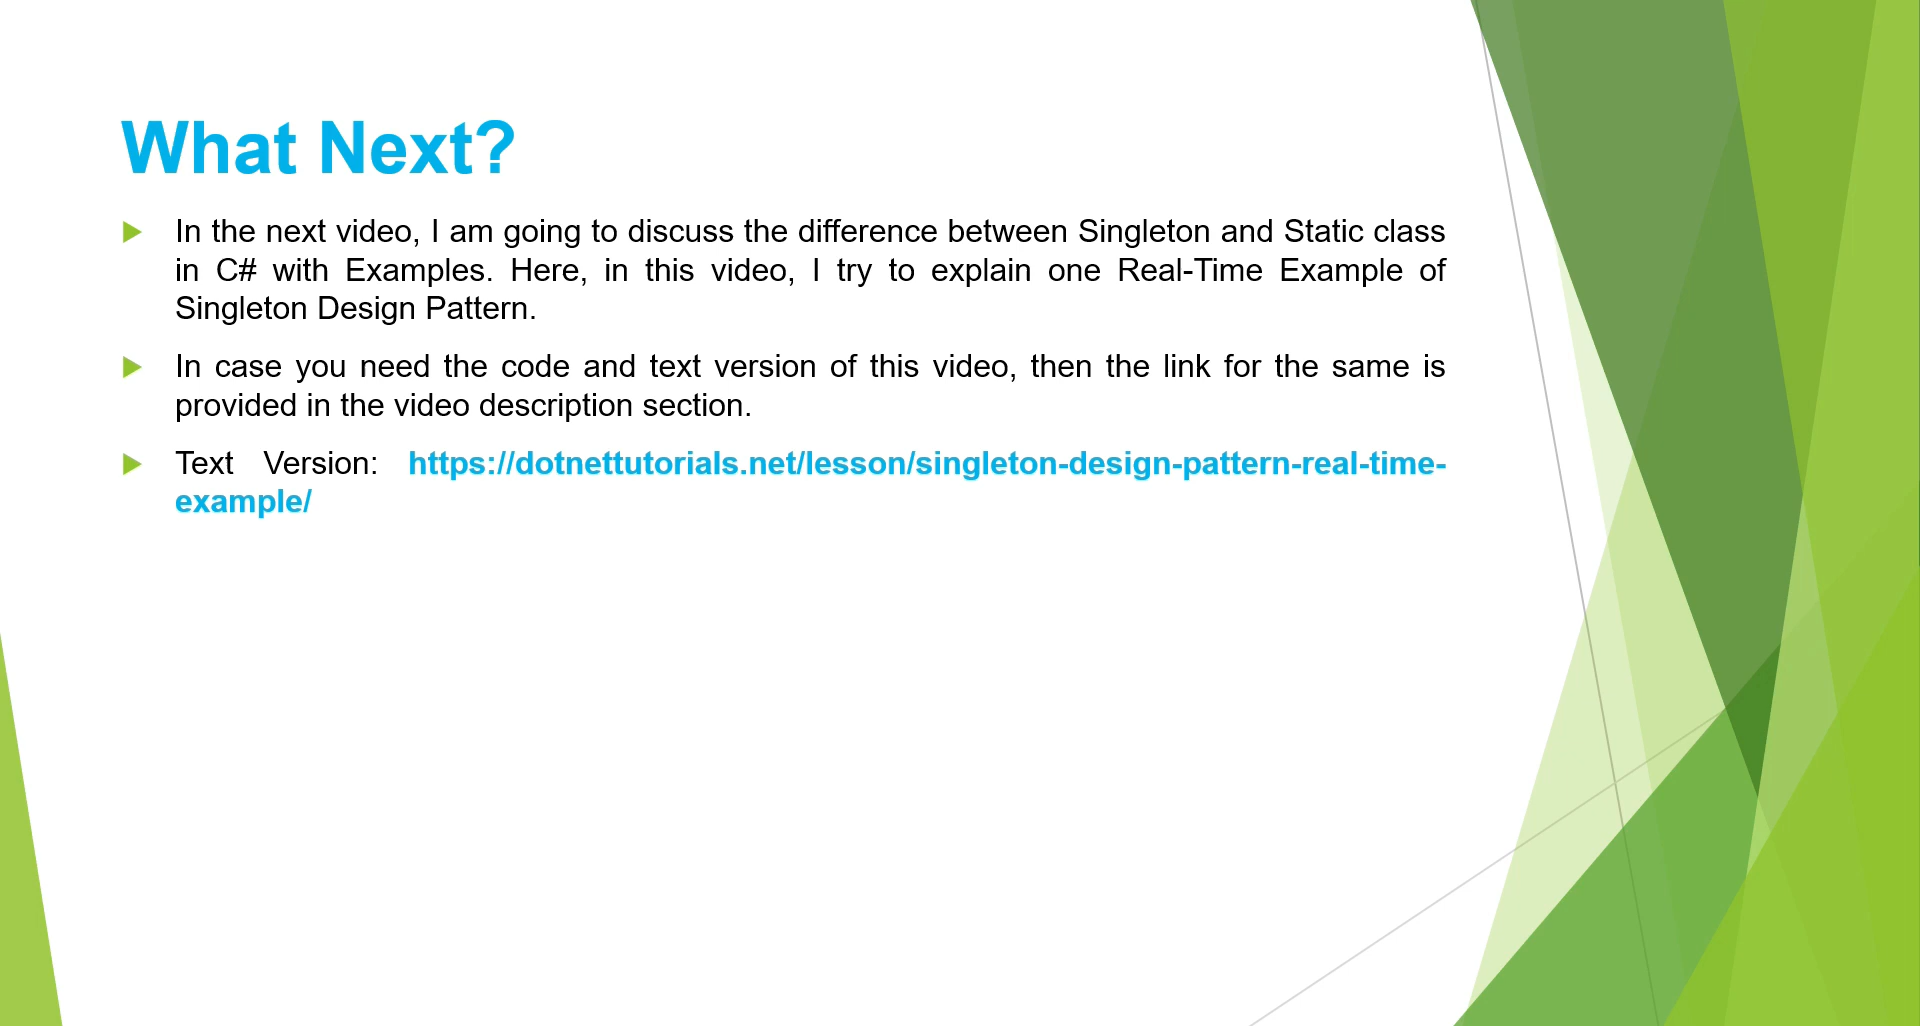 What Next?
In the next video, I am going to discuss the difference between Singleton and Static class
in C# with Examples. Here, in this video, I try to explain one Real-Time Example of
Singleton Design Pattern.
In case you need the code and text version of this video, then the link for the same is
provided in the video description section.
Text Version: https://dotnettutorials.net/lesson/singleton-design-pattern-real-time-
example/